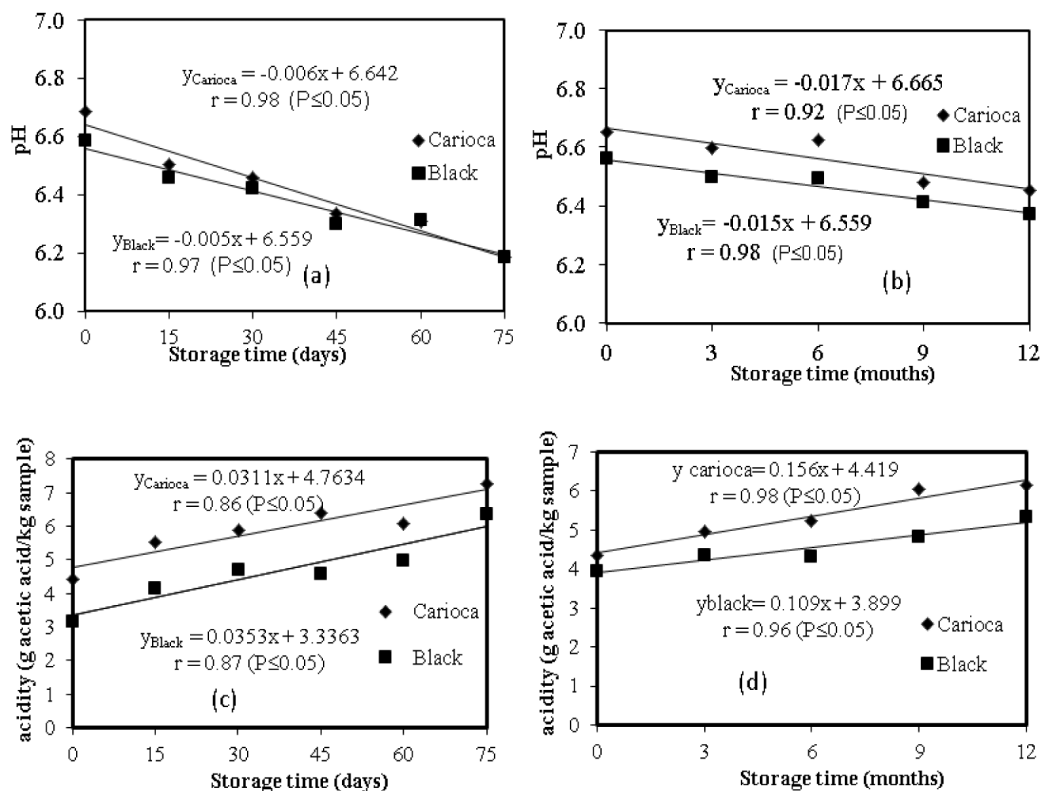 7.0
6.8
6.6
6.4
6.2
6.0
pH
y_Carioca = -0.006x + 6.642
r = 0.98 (P≤0.05)
Carioca
Black
y_Black = -0.005x + 6.559
r = 0.97 (P≤0.05)
(a)
0 15 30 45 60 75
Storage time (days)
7.0
6.8
6.6
6.4
6.2
6.0
pH
y_Carioca = -0.017x + 6.665
r = 0.92 (P≤0.05)
Carioca
Black
y_Black= -0.015x + 6.559
r = 0.98 (P≤0.05)
(b)
0 3 6 9 12
Storage time (mouths)
8
7
6
5
4
3
2
1
0
acidity (g acetic acid/kg sample)
y_Carioca = 0.0311x + 4.7634
r = 0.86 (P≤0.05)
y_Black = 0.0353x + 3.3363
r = 0.87 (P≤0.05)
Carioca
Black
(c)
0 15 30 45 60 75
Storage time (days)
7
6
5
4
3
2
1
0
acidity (g acetic acid/kg sample)
y carioca= 0.156x + 4.419
r = 0.98 (P≤0.05)
yblack= 0.109x + 3.899
r = 0.96 (P≤0.05)
Carioca
Black
(d)
0 3 6 9 12
Storage time (months)